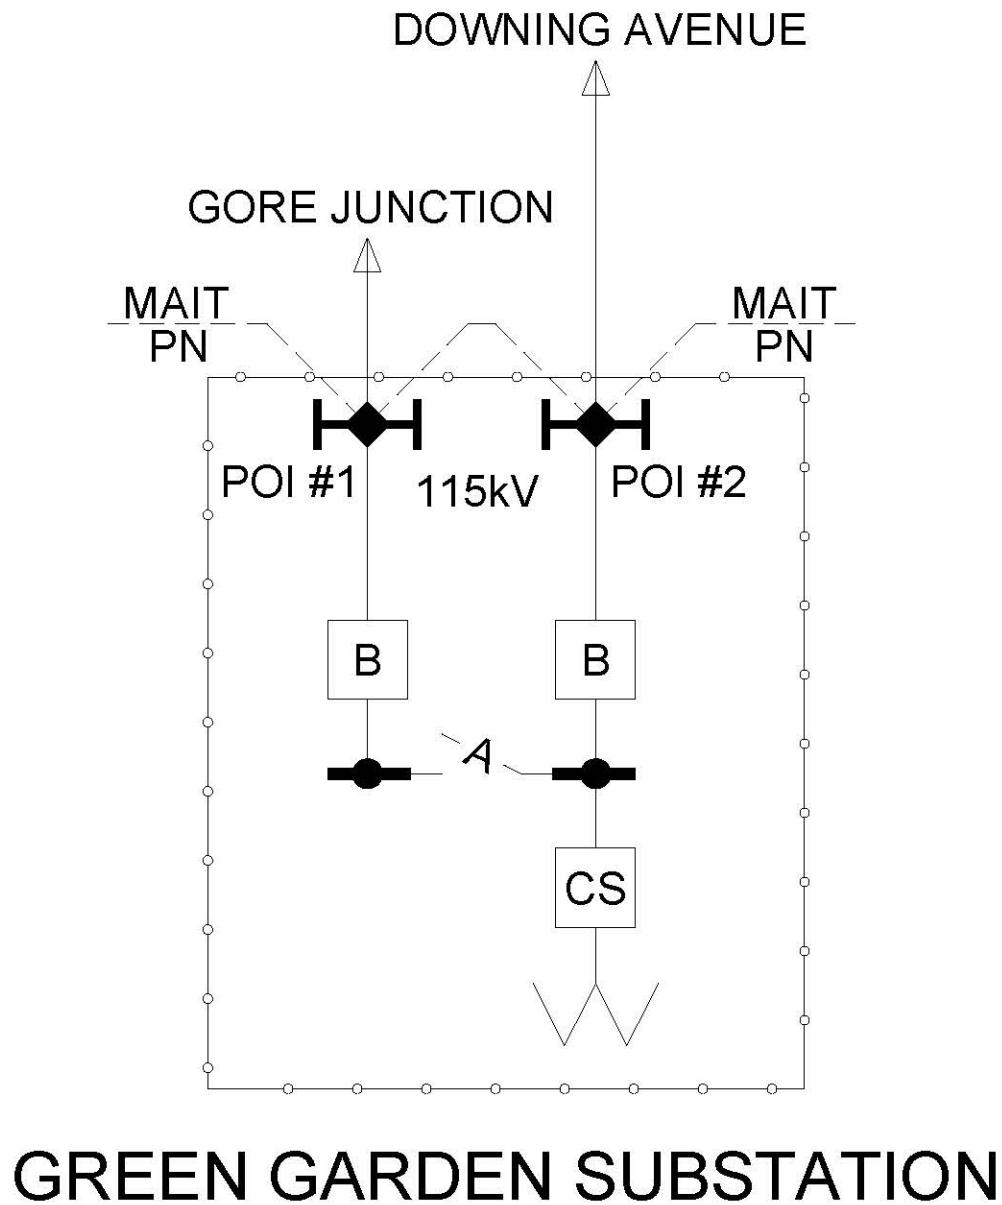 DOWNING AVENUE
GORE JUNCTION
MAIT
PN
MAIT
PN
POI #1
115kV
POI #2
B
B
A
CS
GREEN GARDEN SUBSTATION